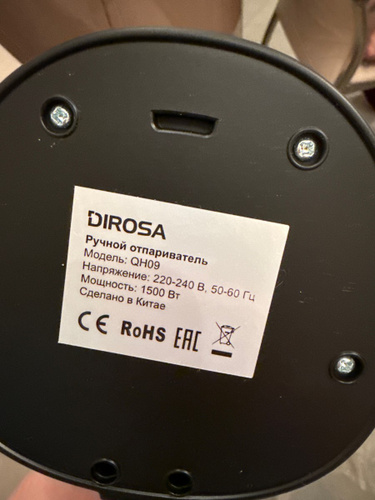 DIROSA
Ручной отпариватель
Модель: QH09
Напряжение: 220-240 В, 50-60 Гц
Мощность: 1500 Вт
Сделано в Китае
CE RoHS EAC